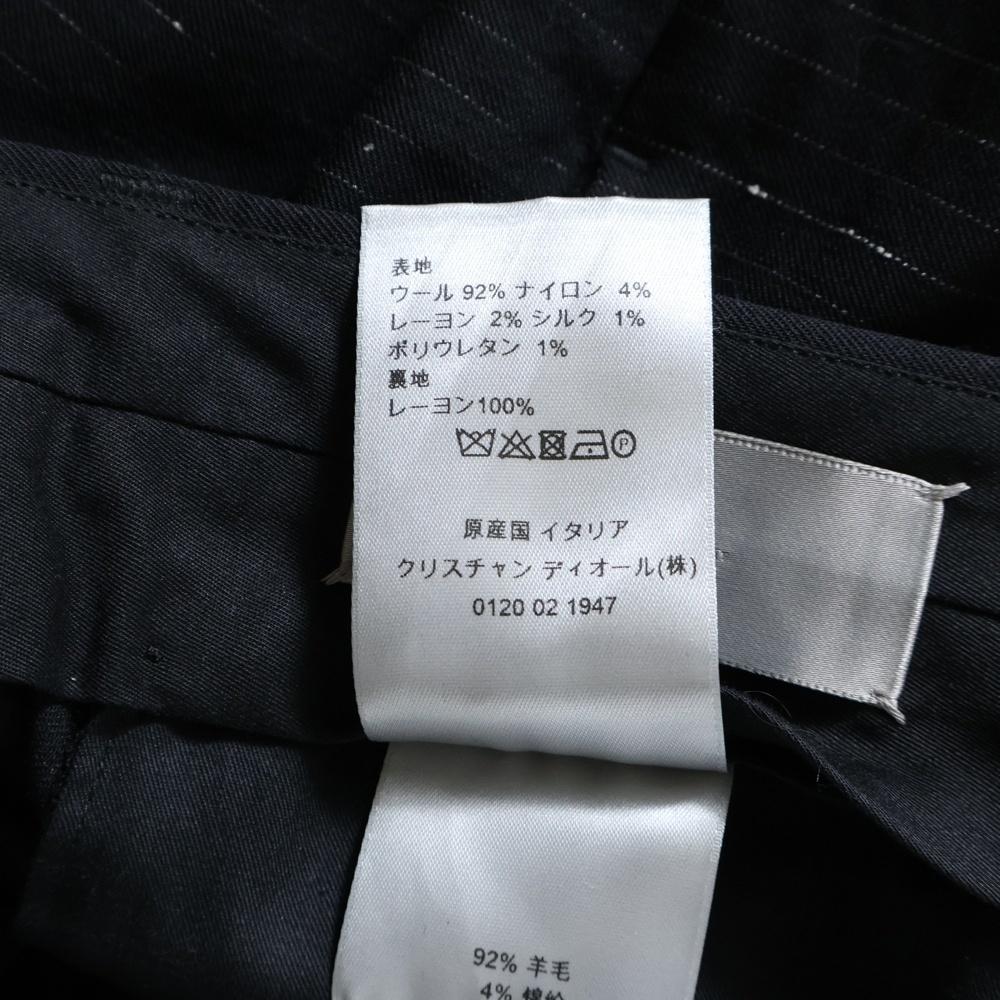 表地
ウール 92% ナイロン 4%
レーヨン 2% シルク 1%
ポリウレタン 1%
裏地
レーヨン100%
P
原産国 イタリア
クリスチャン ディオール(株)
0120 02 1947
92% 羊毛
4% 锦纶